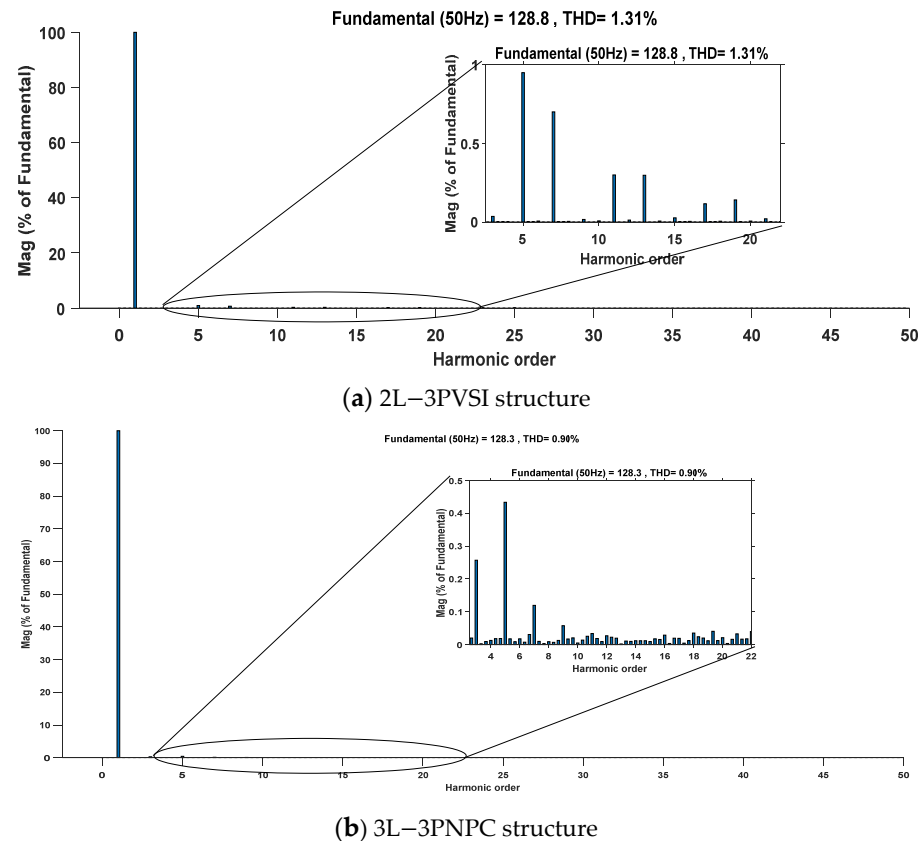 Fundamental (50Hz) = 128.8 , THD= 1.31%
Mag (% of Fundamental)
100
80
60
40
20
0
Fundamental (50Hz) = 128.8 , THD= 1.31%
Mag (% of Fundamental)
1
0.5
0
5 10 15 20
Harmonic order
0 5 10 15 20 25 30 35 40 45 50
Harmonic order
(a) 2L−3PVSI structure
Fundamental (50Hz) = 128.3 , THD= 0.90%
Mag (% of Fundamental)
100
90
80
70
60
50
40
30
20
10
0
Fundamental (50Hz) = 128.3 , THD= 0.90%
Mag (% of Fundamental)
0.5
0.4
0.3
0.2
0.1
0
4 6 8 10 12 14 16 18 20 22
Harmonic order
0 5 10 15 20 25 30 35 40 45 50
Harmonic order
(b) 3L−3PNPC structure